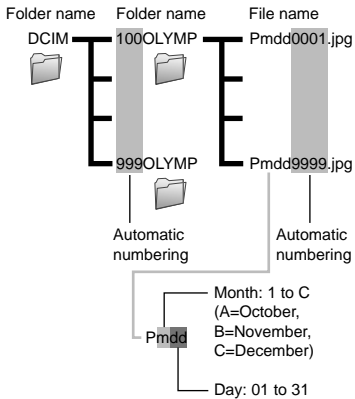 Folder name Folder name File name
DCIM 100OLYMP Pmdd0001.jpg
999OLYMP Pmdd9999.jpg
Automatic numbering
Automatic numbering
Pmdd
Month: 1 to C
(A=October,
B=November,
C=December)
Day: 01 to 31